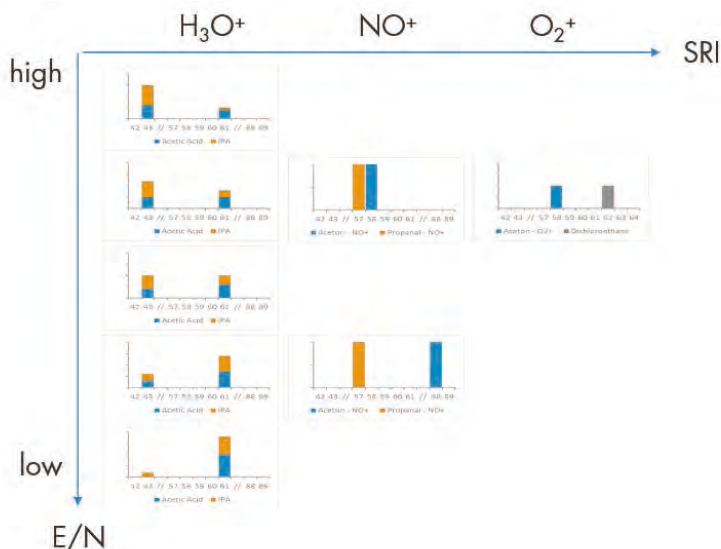 H₃O⁺ NO⁺ O₂⁺
SRI
high
42 43 // 57 58 59 60 61 // 88 89
Acetic Acid IPA
42 43 // 57 58 59 60 61 // 88 89
Acetic Acid IPA
42 43 // 57 58 59 60 61 // 88 89
Aceton - NO+ Propanal - NO+
42 43 // 57 58 59 60 61 62 63 64
Aceton - O2+ Dichloroethane
42 43 // 57 58 59 60 61 // 88 89
Acetic Acid IPA
42 43 // 57 58 59 60 61 // 88 89
Acetic Acid IPA
42 43 // 57 58 59 60 61 // 88 89
Aceton - NO+ Propanal - NO+
low
42 43 // 57 58 59 60 61 // 88 89
Acetic Acid IPA
E/N